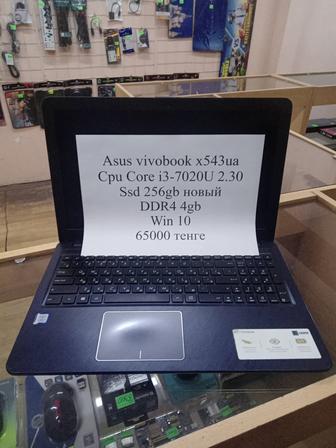 Asus vivobook x543ua
Cpu Core i3-7020U 2.30
Ssd 256gb новый
DDR4 4gb
Win 10
65000 тенге